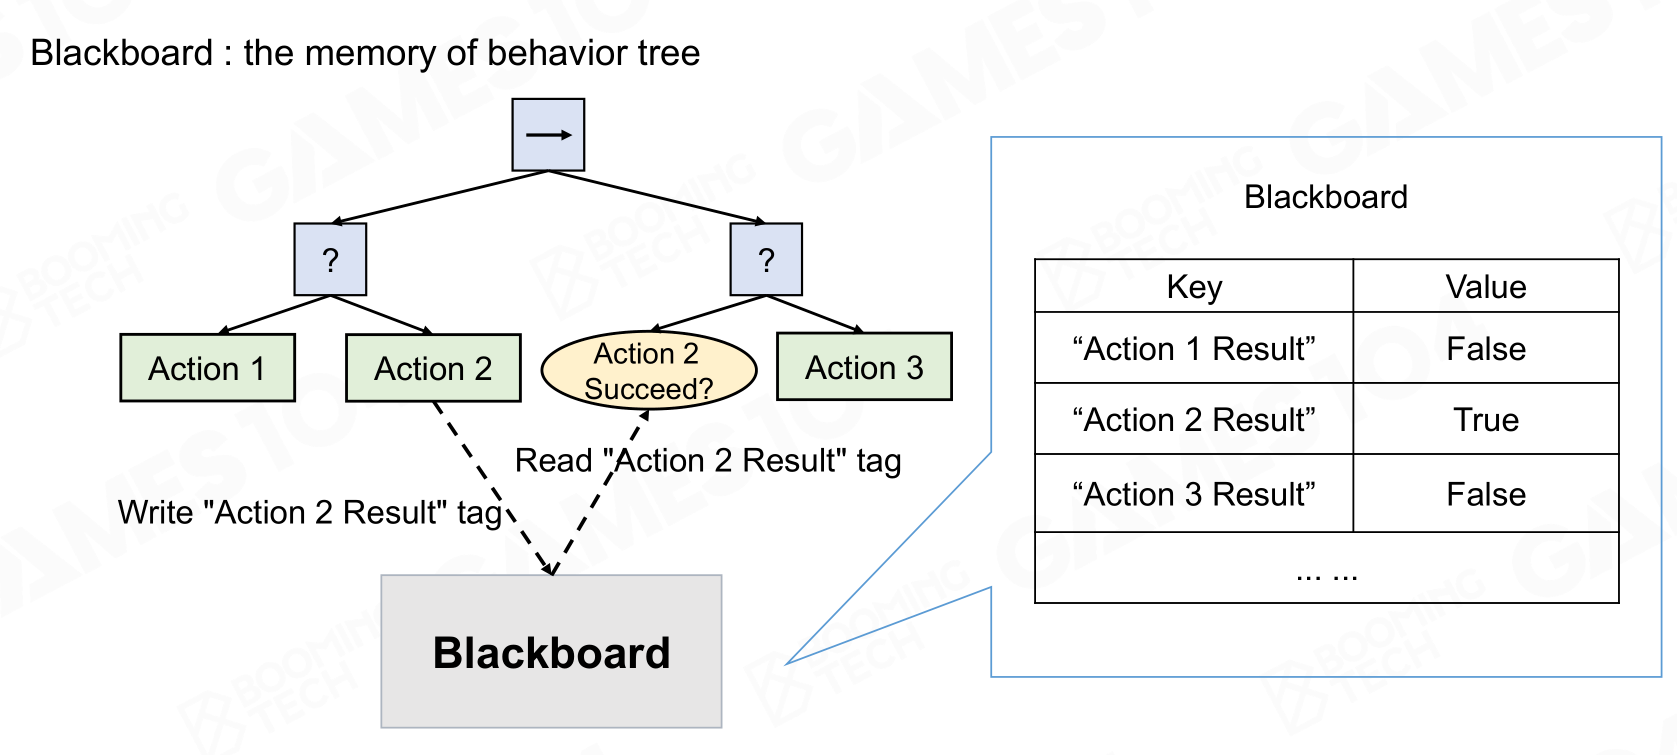 Blackboard : the memory of behavior tree
?
?
Action 1
Action 2
Action 2
Succeed?
Action 3
Read "Action 2 Result" tag
Write "Action 2 Result" tag
Blackboard
Blackboard
Key Value
“Action 1 Result” False
“Action 2 Result” True
“Action 3 Result” False
... ...
GAMES104
BOOMING
TECH